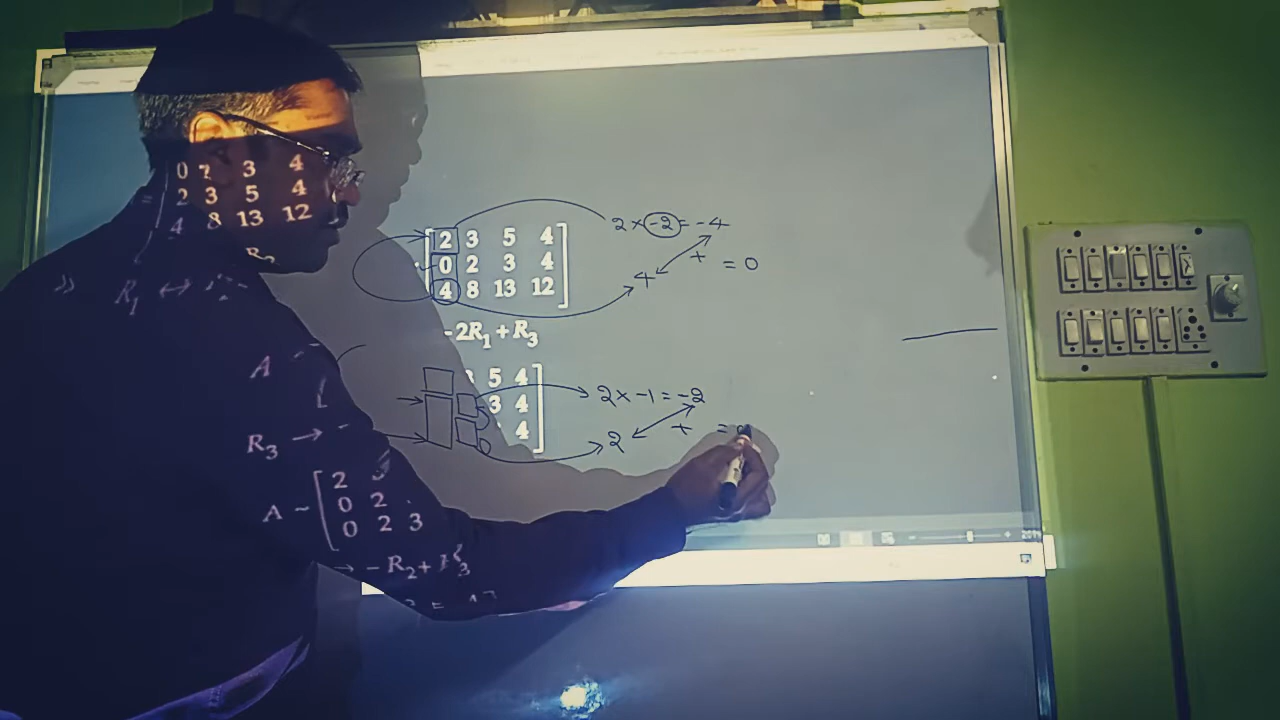 = 0 2 3 4
2 3 5 4
4 8 13 12
R₁ ↔
2 3 5 4
0 2 3 4
4 8 13 12
2 × -2 = -4
4 + = 0
A
R₃ → -2R₁ + R₃
A ~ 2
0 2
0 2 3
5 4
3 4
4
2 × -1 = -2
2 + =
→ -R₂ + R₃